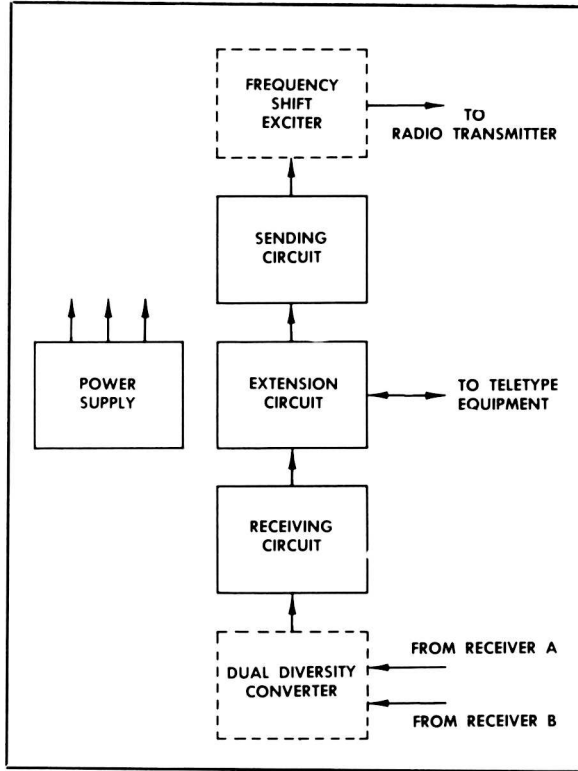 FREQUENCY
SHIFT
EXCITER
TO
RADIO TRANSMITTER
SENDING
CIRCUIT
POWER
SUPPLY
EXTENSION
CIRCUIT
TO TELETYPE
EQUIPMENT
RECEIVING
CIRCUIT
DUAL DIVERSITY
CONVERTER
FROM RECEIVER A
FROM RECEIVER B